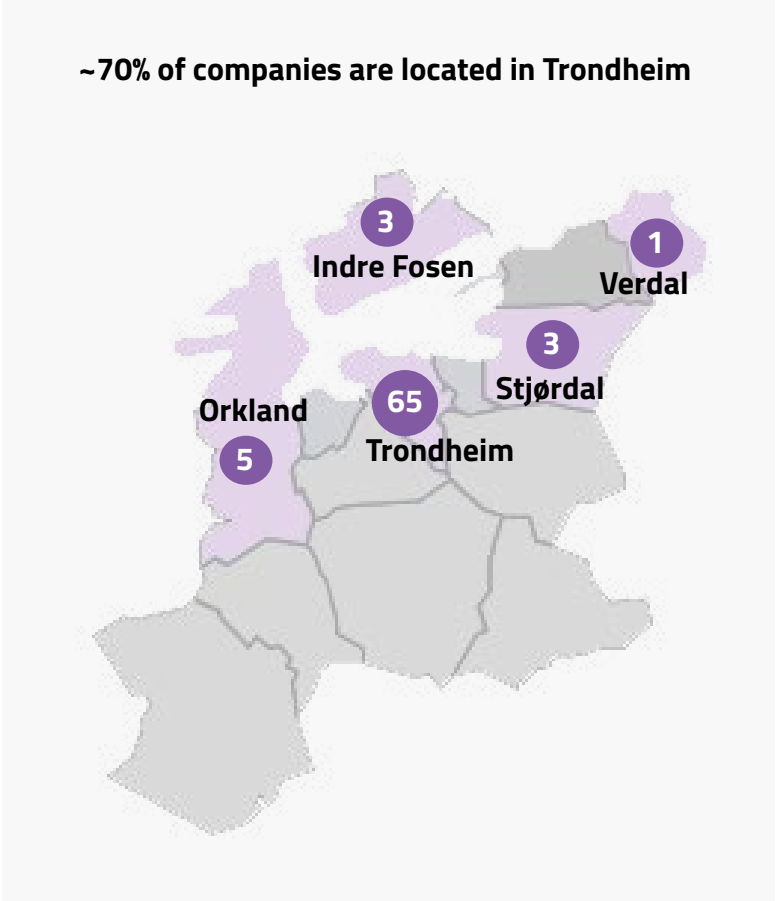 ~70% of companies are located in Trondheim
3
Indre Fosen
1
Verdal
3
Stjørdal
65
Trondheim
Orkland
5